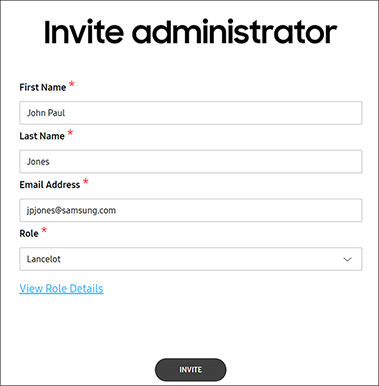 Invite administrator
First Name *
John Paul
Last Name *
Jones
Email Address *
jpjones@samsung.com
Role *
Lancelot
View Role Details
INVITE